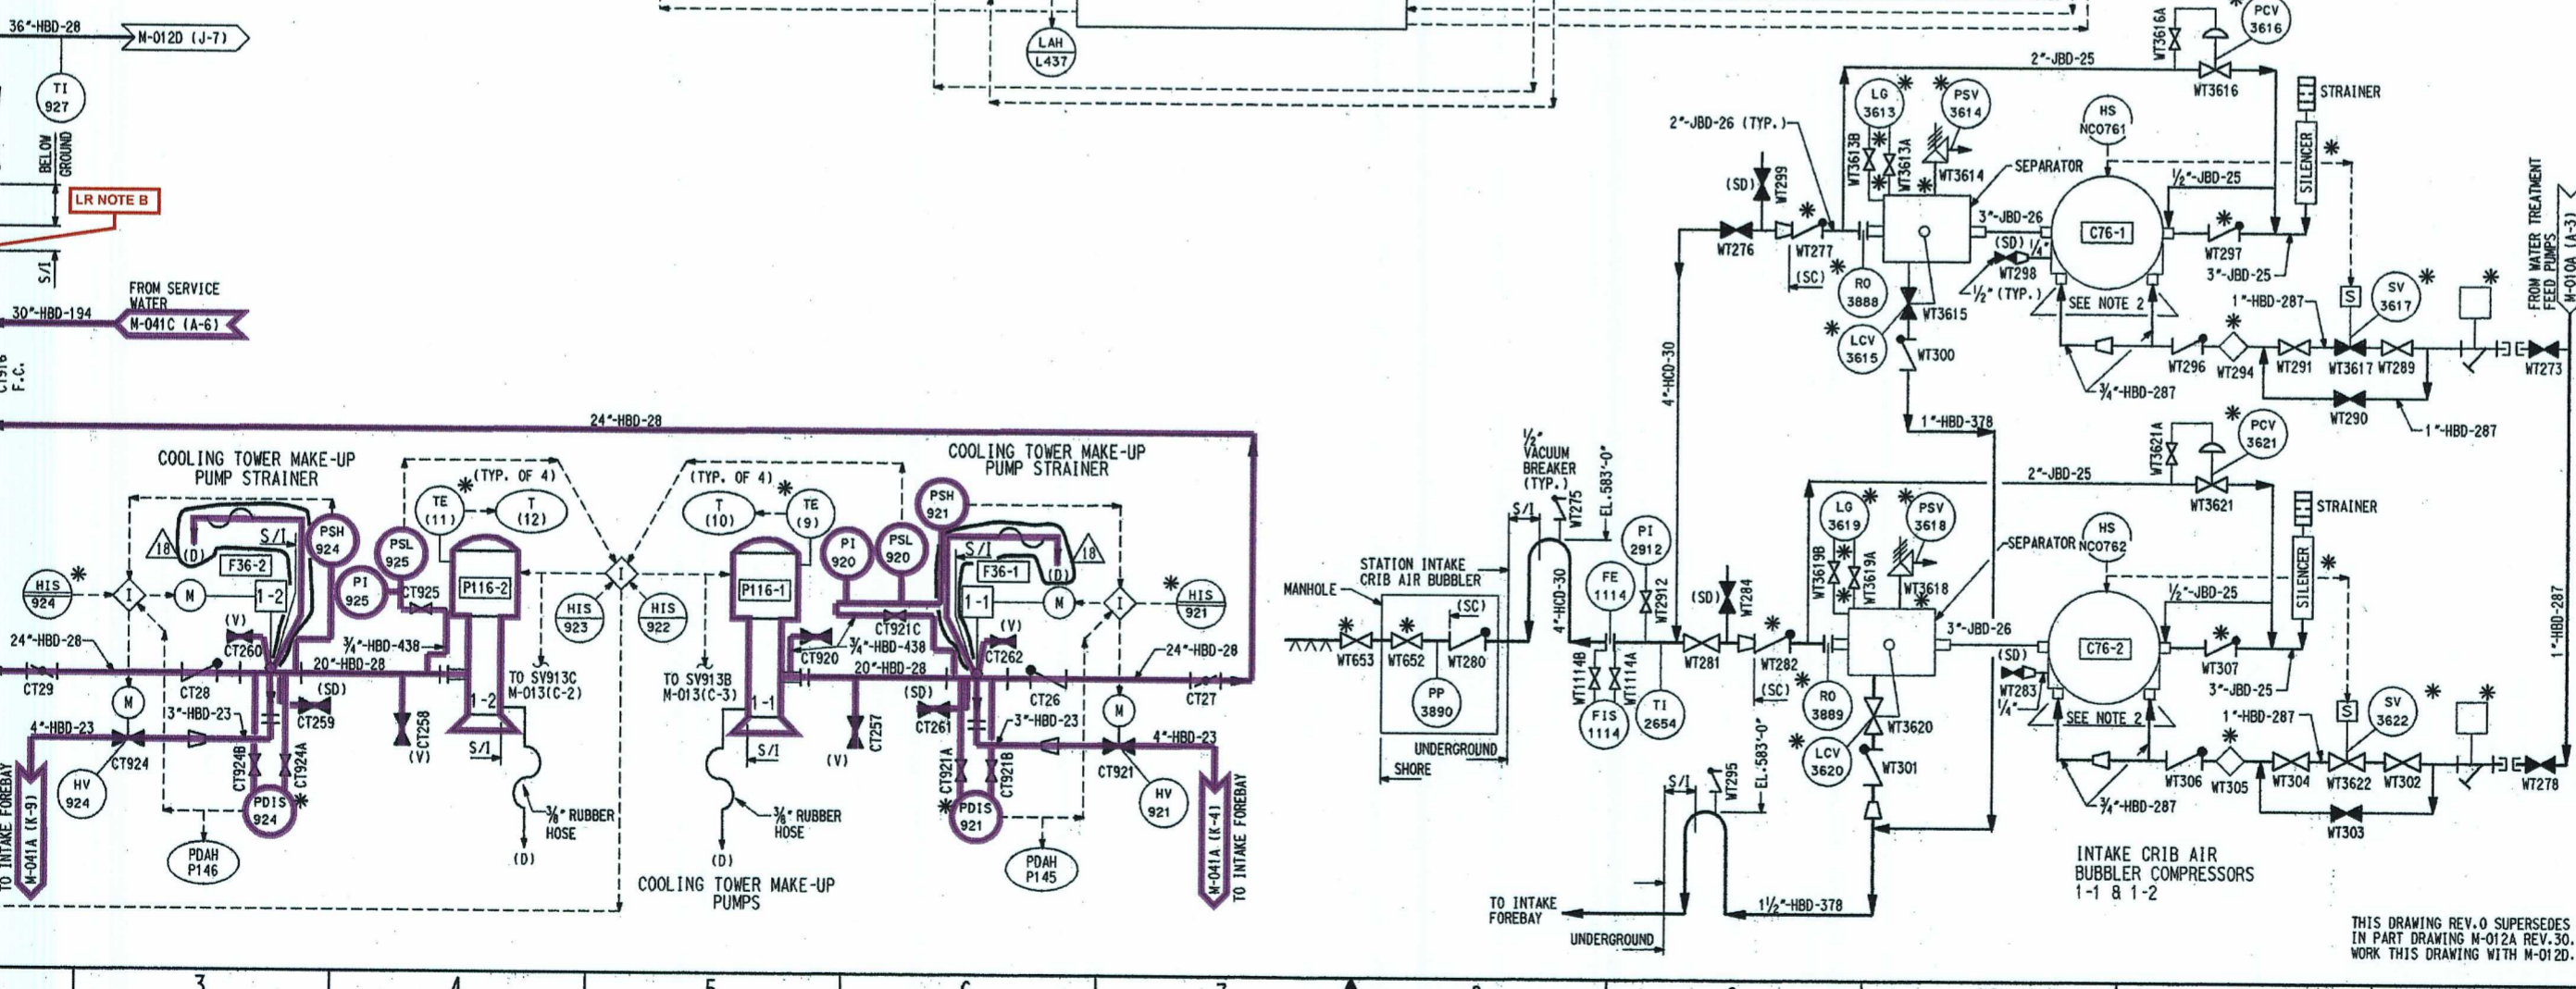 36"-HBD-28
M-012D (J-7)
TI
927
BELOW
GROUND
LR NOTE B
S/I
FROM SERVICE
WATER
30"-HBD-194
M-041C (A-6)
F.C.
LAH
L437
24"-HBD-28
COOLING TOWER MAKE-UP
PUMP STRAINER
18
(D)
S/I
F36-2
PSH
924
HIS
924
I
M
1-2
PI
925
PSL
925
CT925
TE
(11)
(TYP. OF 4)
T
(12)
P116-2
(V)
CT260
3/4"-HBD-438
24"-HBD-28
20"-HBD-28
CT29
CT28
(SD)
CT259
M
3"-HBD-23
4"-HBD-23
CT924
HV
924
CT924B
CT924A
CT258
(V)
PDIS
924
PDAH
P146
TO INTAKE FOREBAY
M-041A (K-9)
1-2
S/I
3/8" RUBBER
HOSE
(D)
I
HIS
923
HIS
922
TO SV913C
M-013(C-2)
TO SV913B
M-013(C-3)
(TYP. OF 4)
T
(10)
TE
(9)
P116-1
1-1
S/I
3/8" RUBBER
HOSE
(D)
COOLING TOWER MAKE-UP
PUMPS
COOLING TOWER MAKE-UP
PUMP STRAINER
PI
920
PSL
920
PSH
921
S/I
F36-1
(D)
18
1-1
M
I
HIS
921
CT921C
3/4"-HBD-438
CT920
20"-HBD-28
(V)
CT262
24"-HBD-28
CT26
CT27
(SD)
CT261
CT257
(V)
3"-HBD-23
4"-HBD-23
M
CT921
HV
921
CT921A
CT921B
PDIS
921
PDAH
P145
M-041A (K-4)
TO INTAKE FOREBAY
MANHOLE
STATION INTAKE
CRIB AIR BUBBLER
WT653
WT652
(SC)
WT280
PP
3890
UNDERGROUND
SHORE
1/2"
VACUUM
BREAKER
(TYP.)
S/I
WT275
EL.583'-0"
4"-HCD-30
FE
1114
PI
2912
WT2912
WT1114B
WT1114A
FIS
1114
TI
2654
4"-HCD-30
WT281
(SD)
WT284
WT282
(SC)
RO
3889
2"-JBD-26 (TYP.)
(SD)
WT299
WT276
WT277
(SC)
RO
3888
LG
3613
PSV
3614
WT3613B
WT3613A
WT3614
SEPARATOR
2"-JBD-25
WT3616A
PCV
3616
WT3616
HS
NC0761
STRAINER
SILENCER
1/2"-JBD-25
3"-JBD-26
(SD)
1/4"
WT298
1/2" (TYP.)
C76-1
WT297
3"-JBD-25
SEE NOTE 2
WT3615
LCV
3615
WT300
1"-HBD-378
1"-HBD-287
S
SV
3617
WT296
WT294
WT291
WT3617
WT289
WT273
3/4"-HBD-287
WT290
1"-HBD-287
FROM WATER TREATMENT
FEED PUMPS
M-010A (A-3)
1"-HBD-287
2"-JBD-25
WT3621A
PCV
3621
WT3621
LG
3619
PSV
3618
WT3619B
WT3619A
WT3618
SEPARATOR
HS
NC0762
STRAINER
SILENCER
1/2"-JBD-25
3"-JBD-26
(SD)
WT283
1/4"
C76-2
WT307
3"-JBD-25
SEE NOTE 2
WT3620
LCV
3620
WT301
1"-HBD-287
S
SV
3622
WT306
WT305
WT304
WT3622
WT302
WT278
3/4"-HBD-287
WT303
S/I
WT295
EL.583'-0"
TO INTAKE
FOREBAY
1 1/2"-HBD-378
UNDERGROUND
INTAKE CRIB AIR
BUBBLER COMPRESSORS
1-1 & 1-2
THIS DRAWING REV.0 SUPERSEDES
IN PART DRAWING M-012A REV.30.
WORK THIS DRAWING WITH M-012D.
3
4
5
6
7